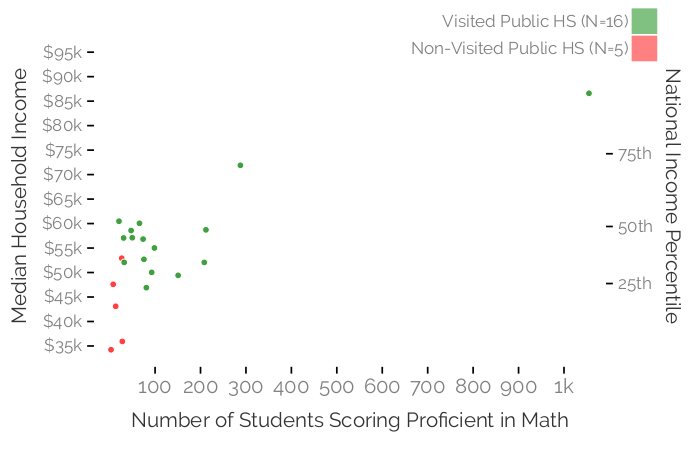 Visited Public HS (N=16)
Non-Visited Public HS (N=5)
Median Household Income
$95k
$90k
$85k
$80k
$75k
$70k
$65k
$60k
$55k
$50k
$45k
$40k
$35k
National Income Percentile
75th
50th
25th
100 200 300 400 500 600 700 800 900 1k
Number of Students Scoring Proficient in Math